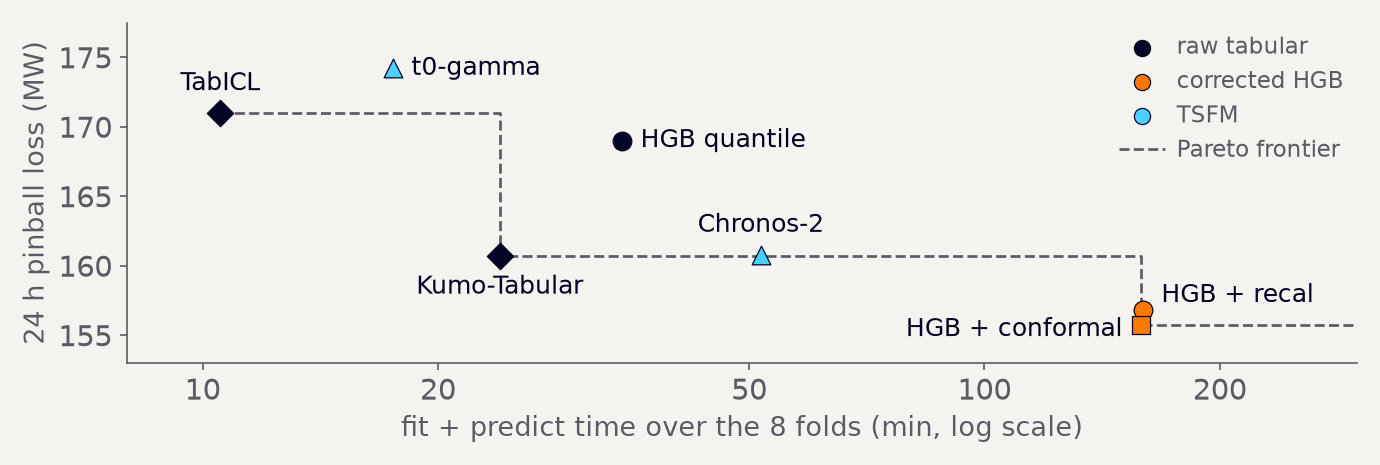 24 h pinball loss (MW)
175
170
165
160
155
TabICL
t0-gamma
HGB quantile
Chronos-2
Kumo-Tabular
HGB + recal
HGB + conformal
raw tabular
corrected HGB
TSFM
Pareto frontier
10
20
50
100
200
fit + predict time over the 8 folds (min, log scale)